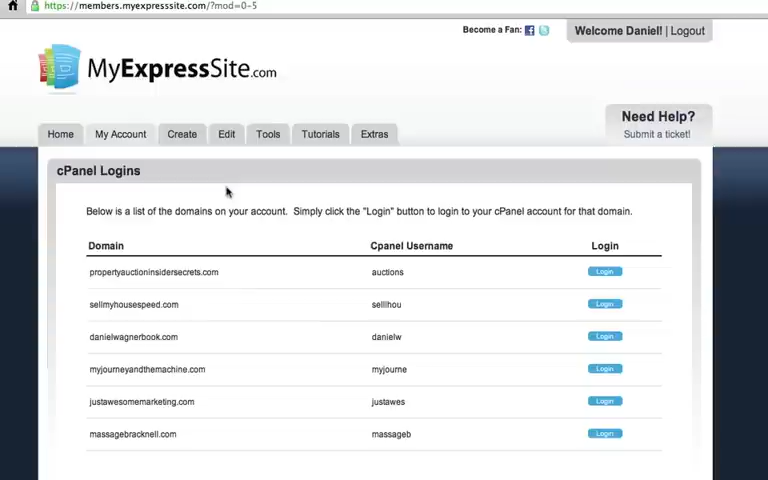 https://members.myexpresssite.com/?mod=0-5
Become a Fan:
Welcome Daniel! | Logout
MyExpressSite.com
Need Help?
Submit a ticket!
Home My Account Create Edit Tools Tutorials Extras
cPanel Logins
Below is a list of the domains on your account. Simply click the "Login" button to login to your cPanel account for that domain.
Domain Cpanel Username Login
propertyauctioninsidersecrets.com auctions Login
sellmyhousespeed.com selllhou Login
danielwagnerbook.com danielw Login
myjourneyandthemachine.com myjourne Login
justawesomemarketing.com justawes Login
massagebracknell.com massageb Login